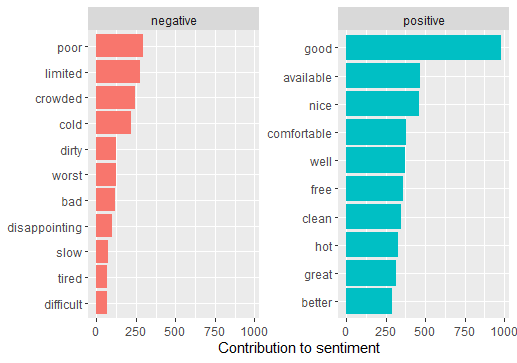 negative
poor
limited
crowded
cold
dirty
worst
bad
disappointing
slow
tired
difficult
0 250 500 750 1000
positive
good
available
nice
comfortable
well
free
clean
hot
great
better
0 250 500 750 1000
Contribution to sentiment